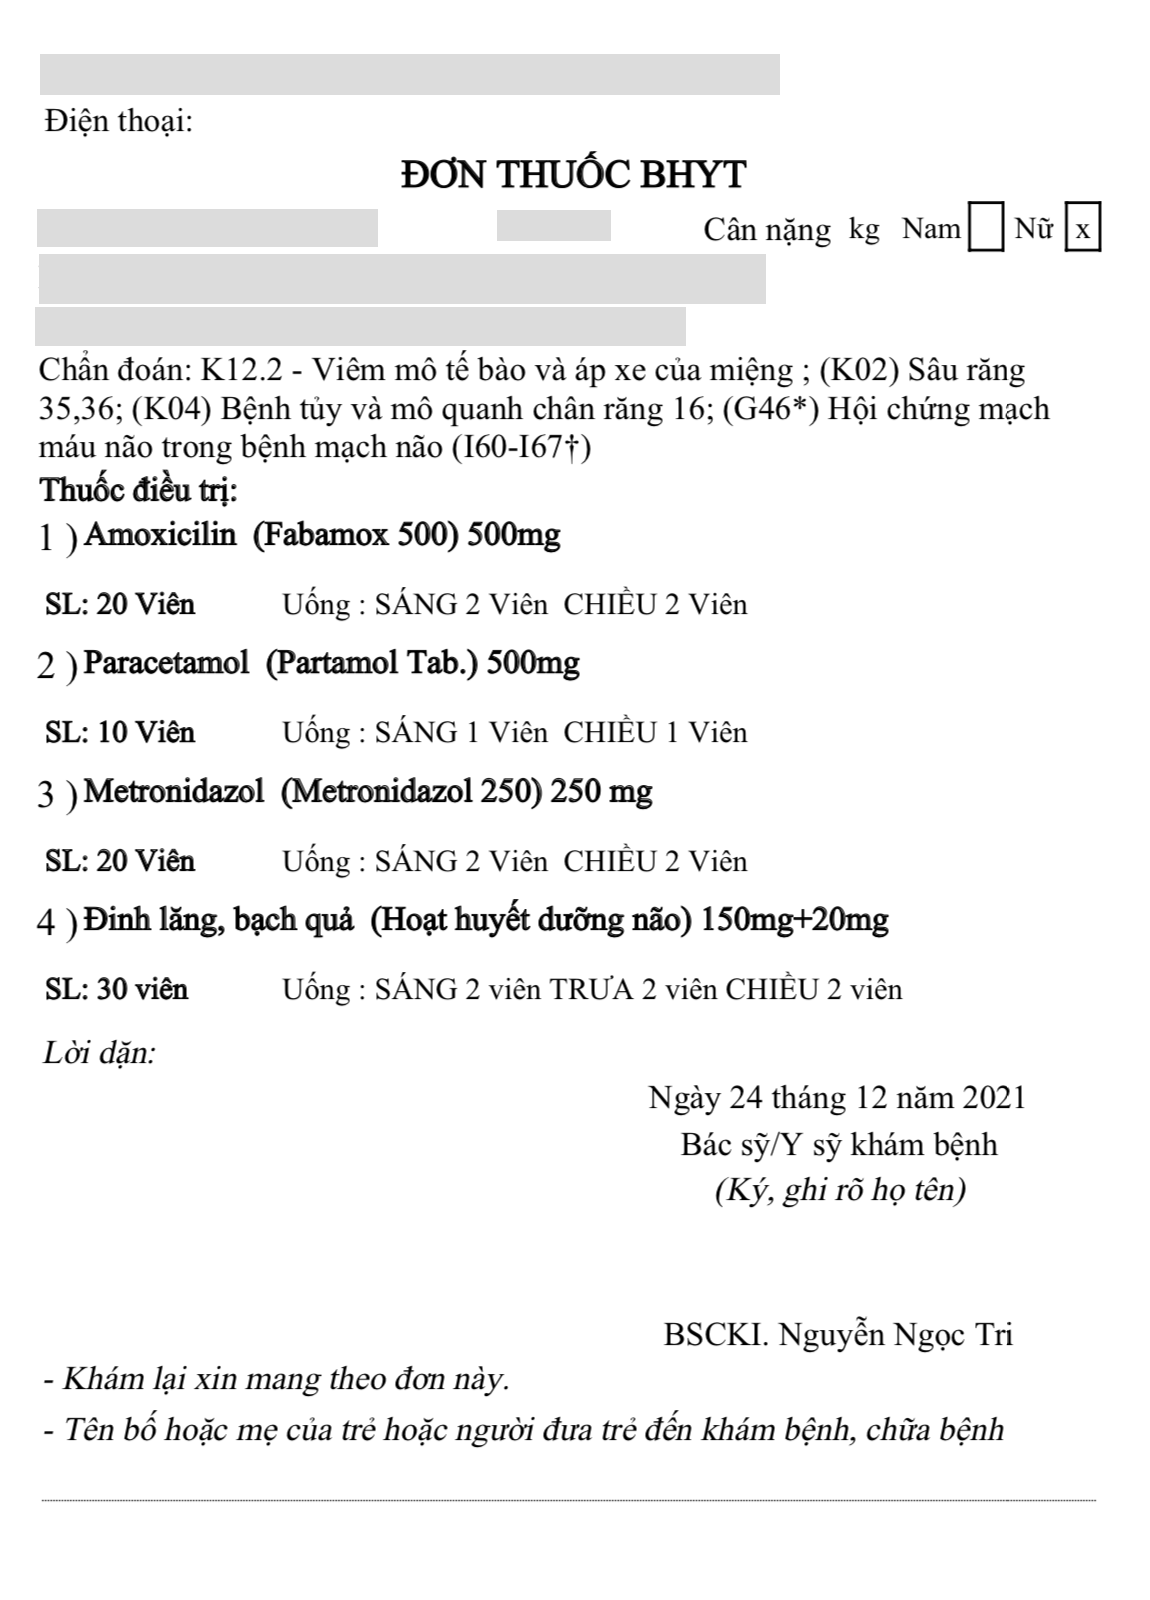 Điện thoại:
ĐƠN THUỐC BHYT
Cân nặng kg Nam Nữ x
Chẩn đoán: K12.2 - Viêm mô tế bào và áp xe của miệng ; (K02) Sâu răng
35,36; (K04) Bệnh tủy và mô quanh chân răng 16; (G46*) Hội chứng mạch
máu não trong bệnh mạch não (I60-I67†)
Thuốc điều trị:
1 ) Amoxicilin (Fabamox 500) 500mg
SL: 20 Viên Uống : SÁNG 2 Viên CHIỀU 2 Viên
2 ) Paracetamol (Partamol Tab.) 500mg
SL: 10 Viên Uống : SÁNG 1 Viên CHIỀU 1 Viên
3 ) Metronidazol (Metronidazol 250) 250 mg
SL: 20 Viên Uống : SÁNG 2 Viên CHIỀU 2 Viên
4 ) Đinh lăng, bạch quả (Hoạt huyết dưỡng não) 150mg+20mg
SL: 30 viên Uống : SÁNG 2 viên TRƯA 2 viên CHIỀU 2 viên
Lời dặn:
Ngày 24 tháng 12 năm 2021
Bác sỹ/Y sỹ khám bệnh
(Ký, ghi rõ họ tên)
BSCKI. Nguyễn Ngọc Tri
- Khám lại xin mang theo đơn này.
- Tên bố hoặc mẹ của trẻ hoặc người đưa trẻ đến khám bệnh, chữa bệnh